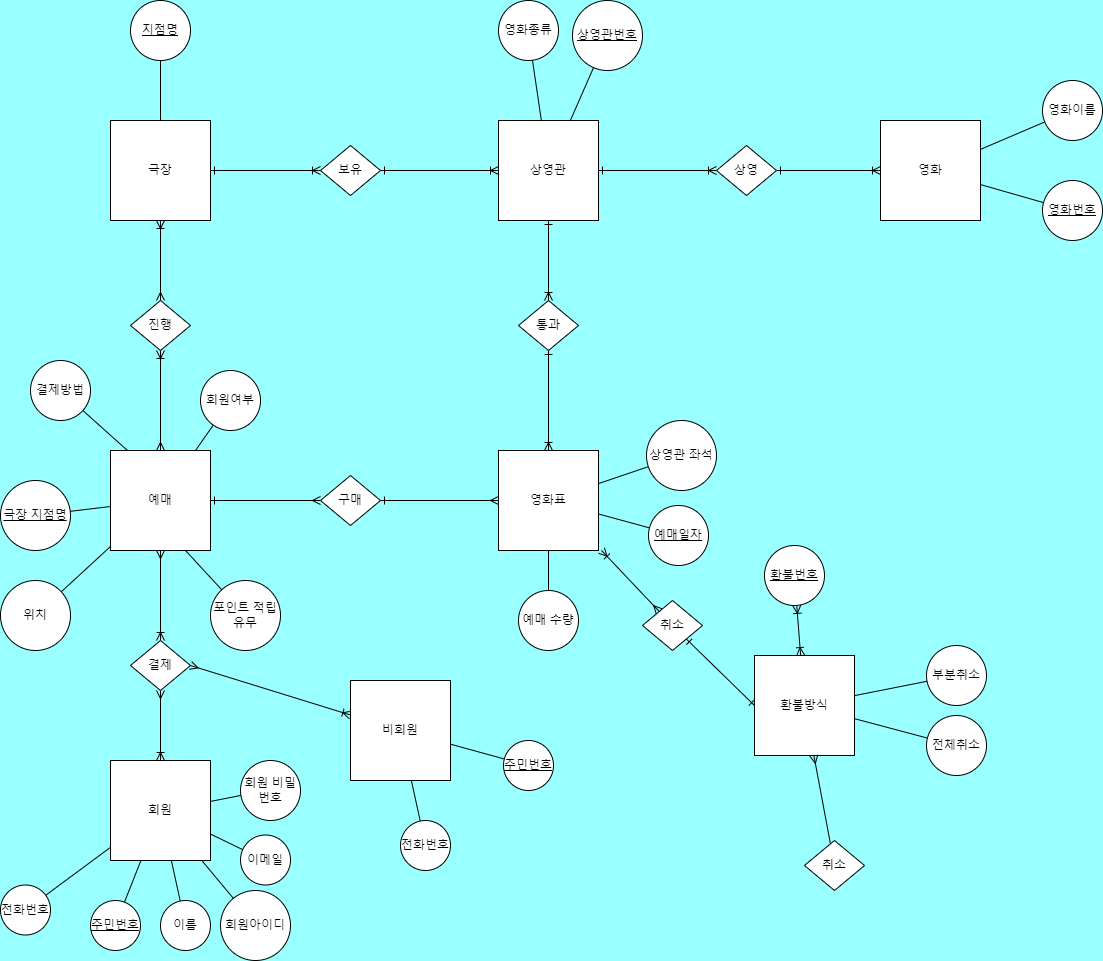 지점명
영화종류
상영관번호
영화이름
극장
보유
상영관
상영
영화
영화번호
진행
통과
결제방법
회원여부
상영관 좌석
예매
구매
영화표
극장 지점명
예매일자
환불번호
위치
포인트 적립
유무
예매 수량
취소
결제
부분취소
환불방식
비회원
전체취소
주민번호
회원 비밀
번호
회원
전화번호
이메일
취소
전화번호
주민번호
이름
회원아이디